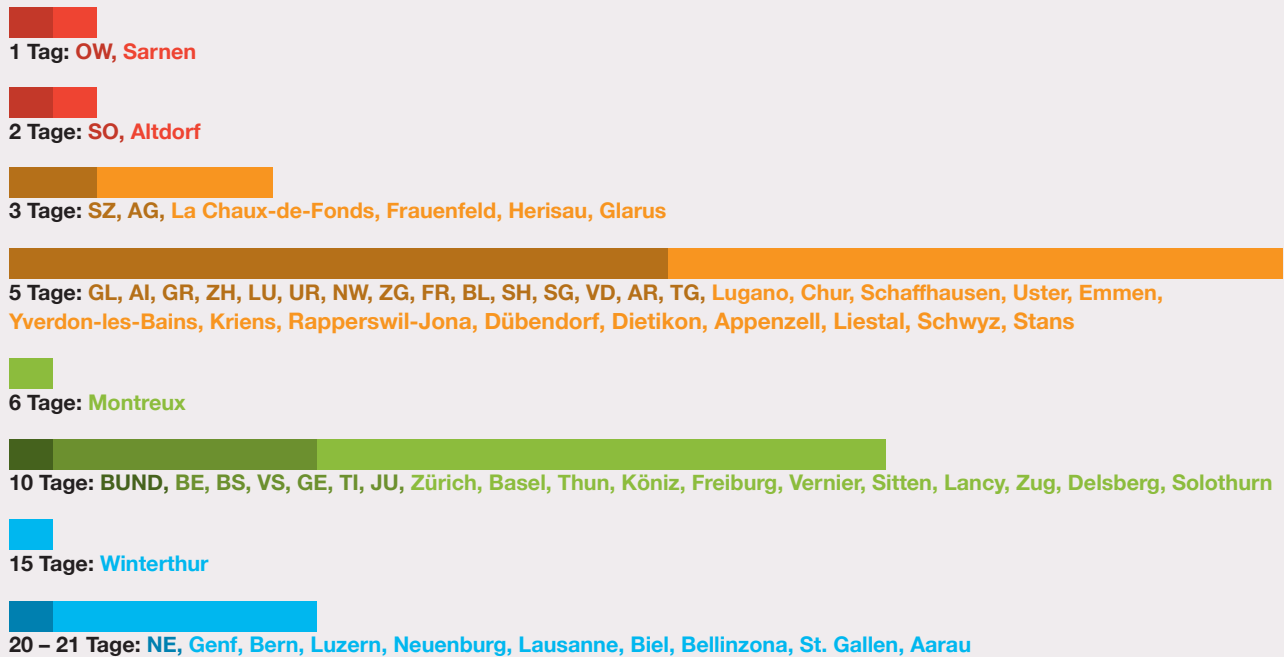 1 Tag: OW, Sarnen
2 Tage: SO, Altdorf
3 Tage: SZ, AG, La Chaux-de-Fonds, Frauenfeld, Herisau, Glarus
5 Tage: GL, AI, GR, ZH, LU, UR, NW, ZG, FR, BL, SH, SG, VD, AR, TG, Lugano, Chur, Schaffhausen, Uster, Emmen,
Yverdon-les-Bains, Kriens, Rapperswil-Jona, Dübendorf, Dietikon, Appenzell, Liestal, Schwyz, Stans
6 Tage: Montreux
10 Tage: BUND, BE, BS, VS, GE, TI, JU, Zürich, Basel, Thun, Köniz, Freiburg, Vernier, Sitten, Lancy, Zug, Delsberg, Solothurn
15 Tage: Winterthur
20 – 21 Tage: NE, Genf, Bern, Luzern, Neuenburg, Lausanne, Biel, Bellinzona, St. Gallen, Aarau